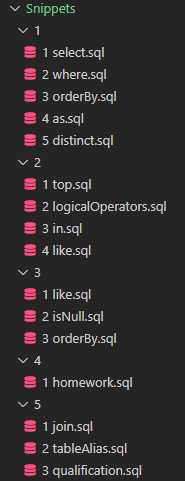 Snippets
1
1 select.sql
2 where.sql
3 orderBy.sql
4 as.sql
5 distinct.sql
2
1 top.sql
2 logicalOperators.sql
3 in.sql
4 like.sql
3
1 like.sql
2 isNull.sql
3 orderBy.sql
4
1 homework.sql
5
1 join.sql
2 tableAlias.sql
3 qualification.sql